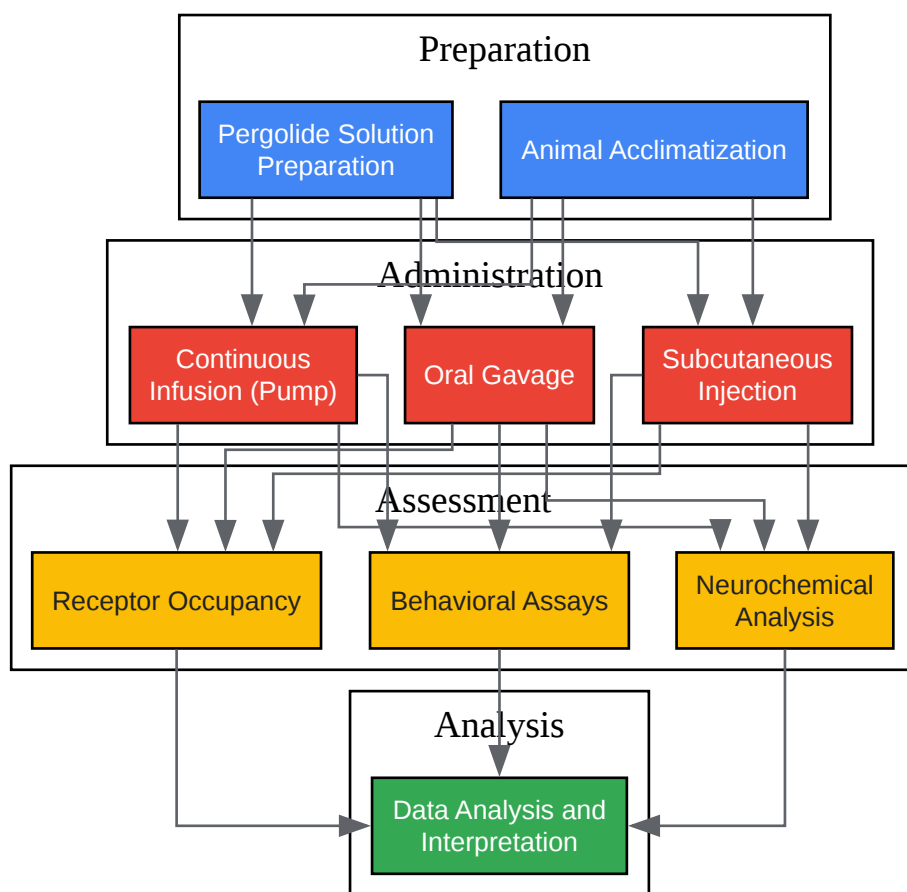 Preparation
Pergolide Solution
Preparation
Animal Acclimatization
Administration
Continuous
Infusion (Pump)
Oral Gavage
Subcutaneous
Injection
Assessment
Receptor Occupancy
Behavioral Assays
Neurochemical
Analysis
Analysis
Data Analysis and
Interpretation